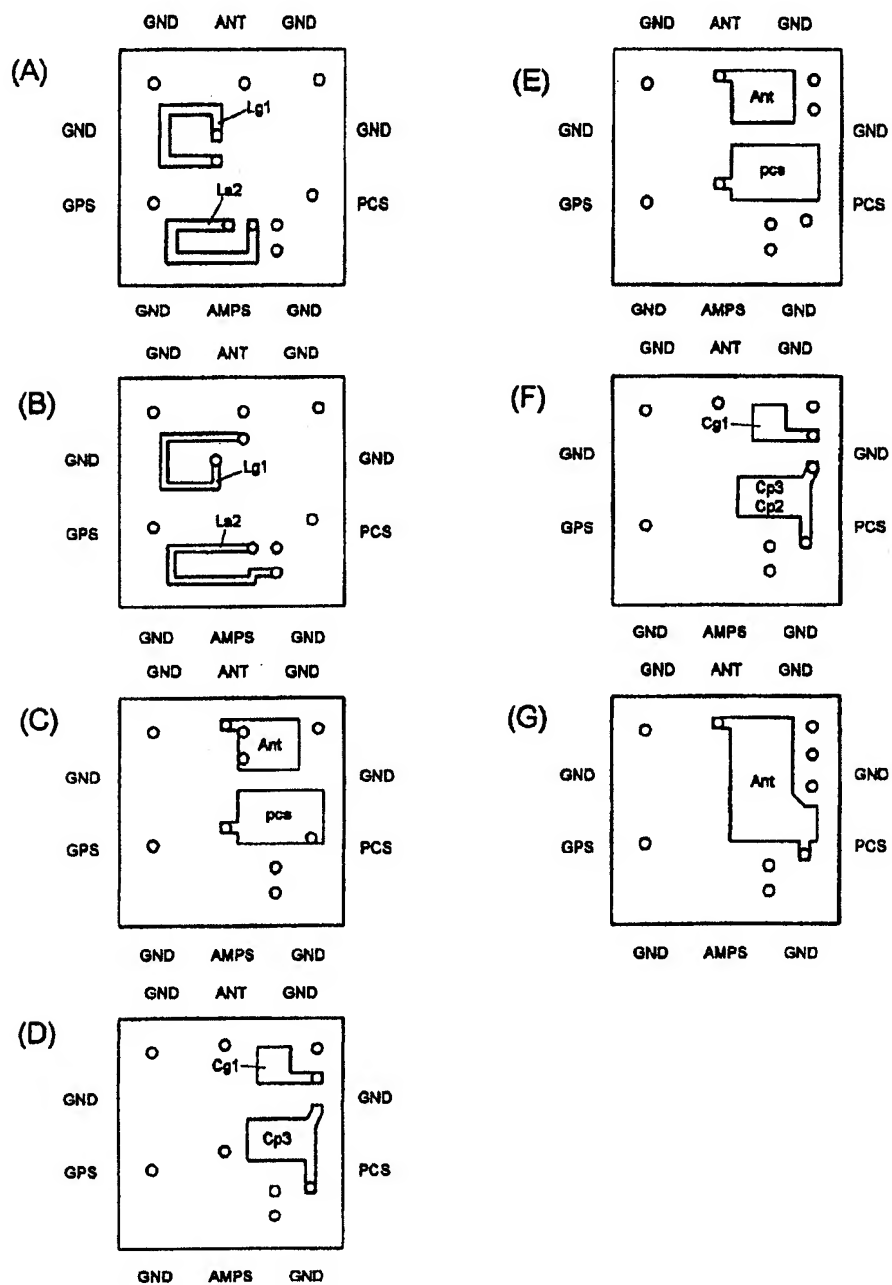 GND ANT GND
(A)
Lg1
GND GND
La2
GPS PCS
GND AMPS GND
GND ANT GND
(B)
GND GND
Lg1
La2
GPS PCS
GND AMPS GND
GND ANT GND
(C)
Ant
GND GND
pcs
GPS PCS
GND AMPS GND
GND ANT GND
(D)
Cg1
GND GND
Cp3
GPS PCS
GND AMPS GND
GND ANT GND
(E)
Ant
GND GND
pcs
GPS PCS
GND AMPS GND
GND ANT GND
(F)
Cg1
GND GND
Cp3
Cp2
GPS PCS
GND AMPS GND
GND ANT GND
(G)
GND GND
Ant
GPS PCS
GND AMPS GND